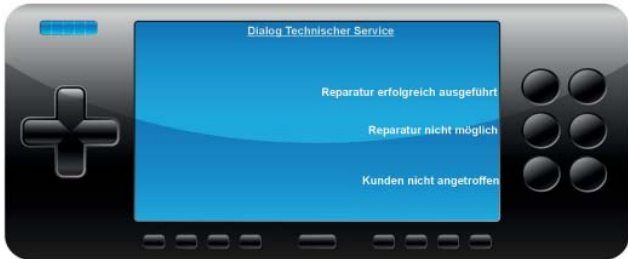 Dialog Technischer Service
Reparatur erfolgreich ausgeführt
Reparatur nicht möglich
Kunden nicht angetroffen